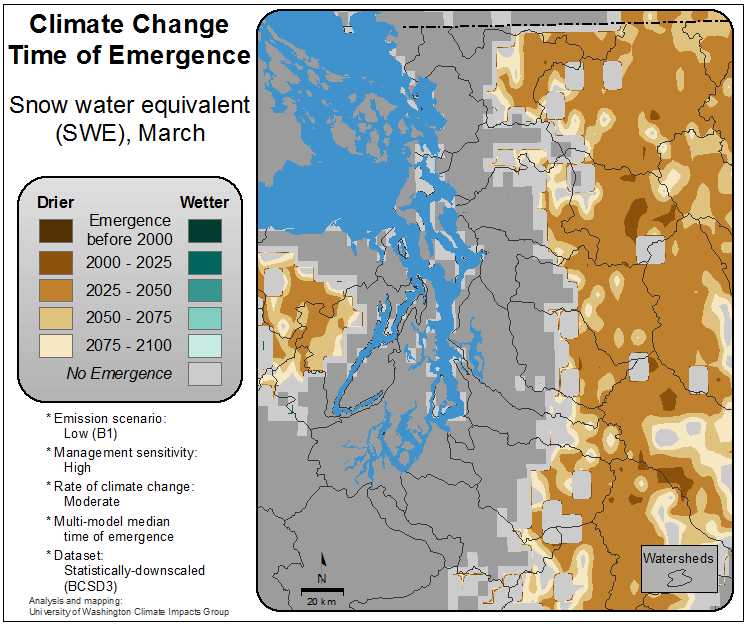 Climate Change
Time of Emergence
Snow water equivalent
(SWE), March
Drier Wetter
Emergence
before 2000
2000 - 2025
2025 - 2050
2050 - 2075
2075 - 2100
No Emergence
* Emission scenario:
Low (B1)
* Management sensitivity:
High
* Rate of climate change:
Moderate
* Multi-model median
time of emergence
* Dataset:
Statistically-downscaled
(BCSD3)
Analysis and mapping:
University of Washington Climate Impacts Group
N
20 km
Watersheds